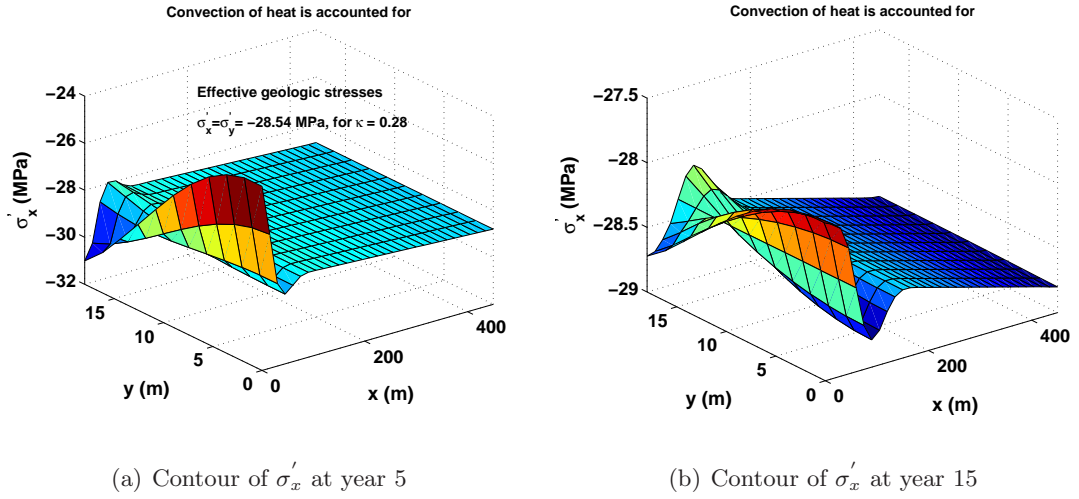 Convection of heat is accounted for
Effective geologic stresses
σ'x=σ'y= −28.54 MPa, for κ = 0.28
−24
−26
−28
−30
−32
σ'x (MPa)
15
10
5
0
y (m)
0
200
400
x (m)
(a) Contour of σ'x at year 5
Convection of heat is accounted for
−27.5
−28
−28.5
−29
σ'x (MPa)
15
10
5
0
y (m)
0
200
400
x (m)
(b) Contour of σ'x at year 15